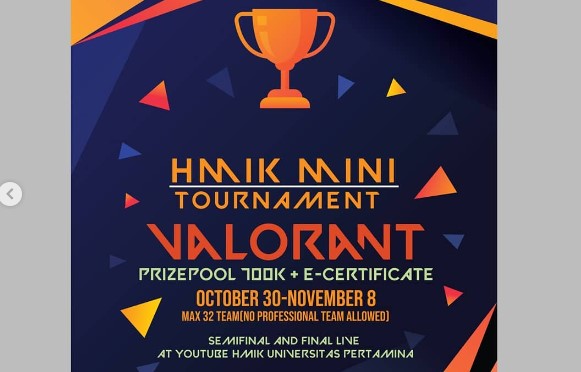 HMIK MINI
TOURNAMENT
VALORANT
PRIZEPOOL 700K + E-CERTIFICATE
OCTOBER 30-NOVEMBER 8
MAX 32 TEAM(NO PROFESSIONAL TEAM ALLOWED)
SEMIFINAL AND FINAL LIVE
AT YOUTUBE HMIK UNIVERSITAS PERTAMINA